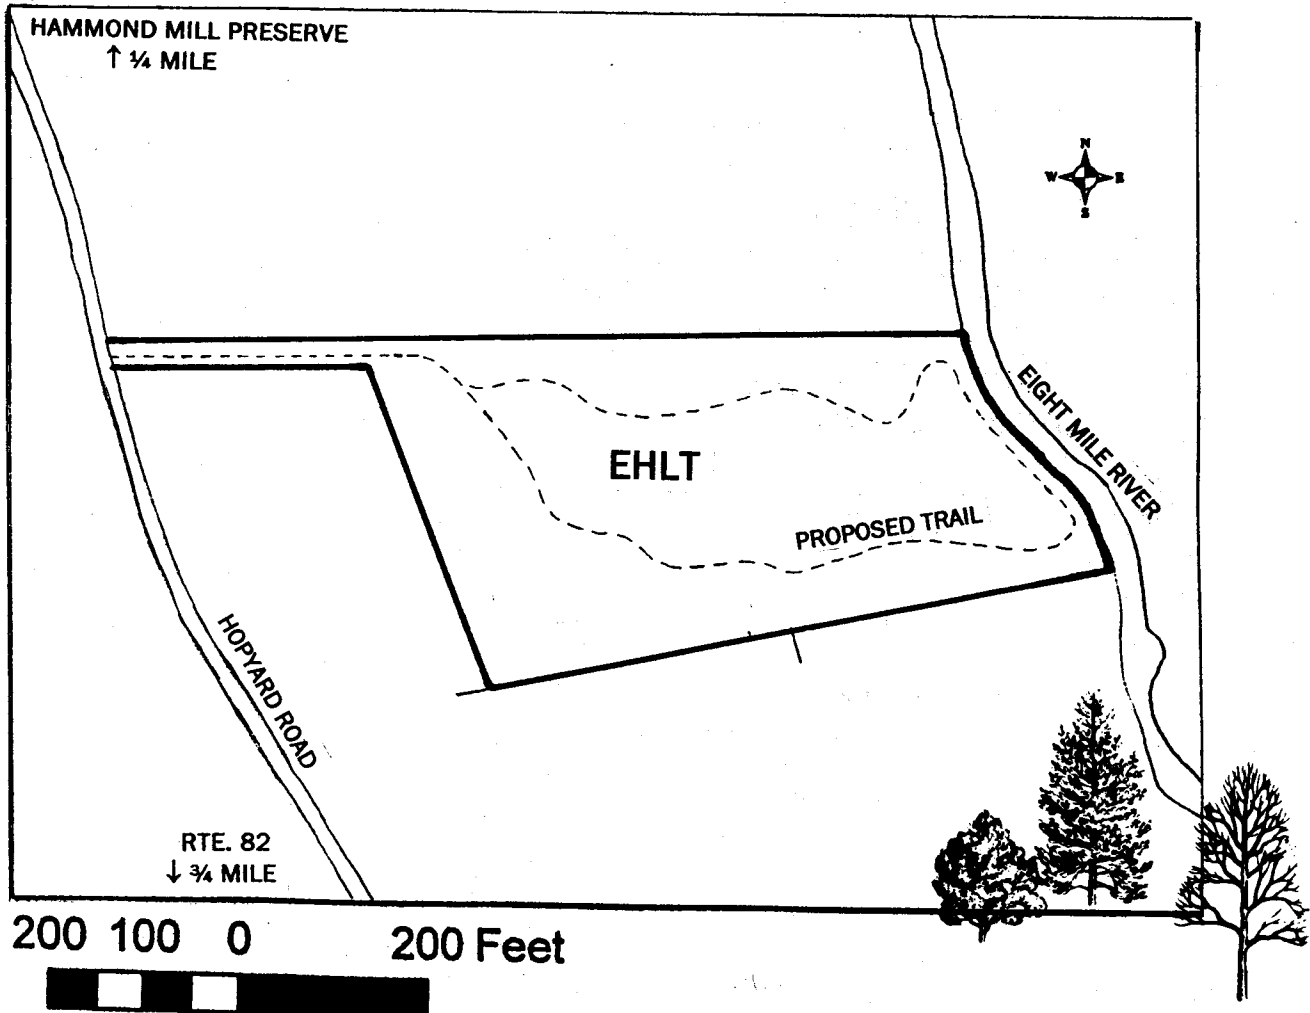 HAMMOND MILL PRESERVE
↑ ¼ MILE
N
W E
S
EIGHT MILE RIVER
EHLT
PROPOSED TRAIL
HOPYARD ROAD
RTE. 82
↓ ¾ MILE
200 100 0 200 Feet